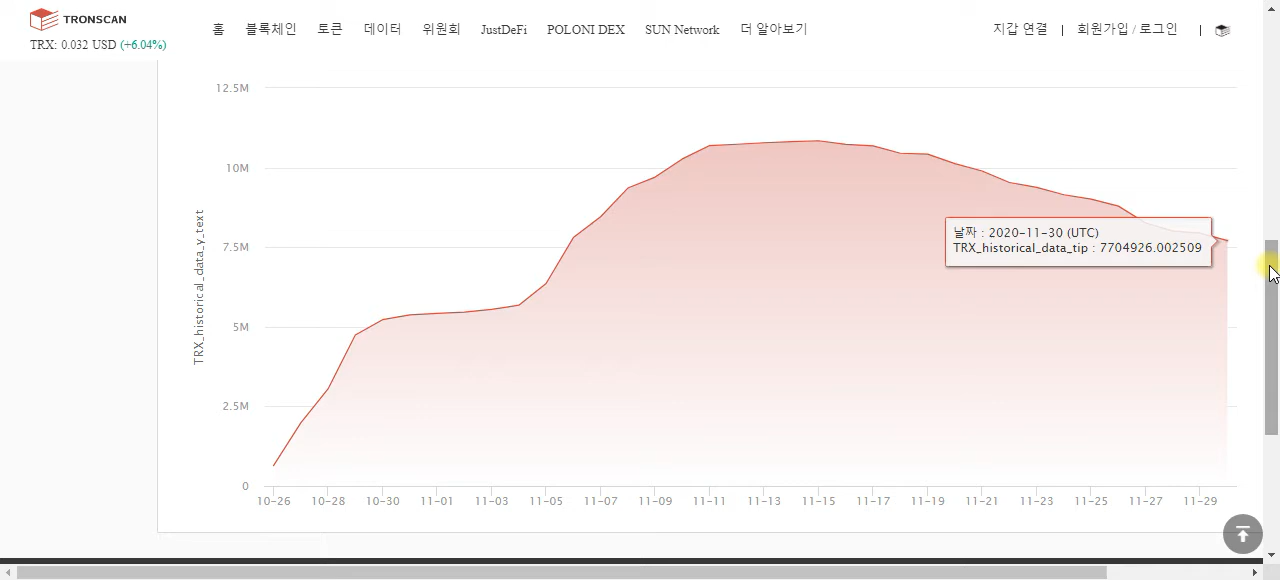 TRONSCAN
TRX: 0.032 USD (+6.04%)
홈 블록체인 토큰 데이터 위원회 JustDeFi POLONI DEX SUN Network 더 알아보기
지갑 연결 | 회원가입 / 로그인 |
12.5M
10M
7.5M
5M
2.5M
0
TRX_historical_data_y_text
날짜 : 2020-11-30 (UTC)
TRX_historical_data_tip : 7704926.002509
10-26 10-28 10-30 11-01 11-03 11-05 11-07 11-09 11-11 11-13 11-15 11-17 11-19 11-21 11-23 11-25 11-27 11-29